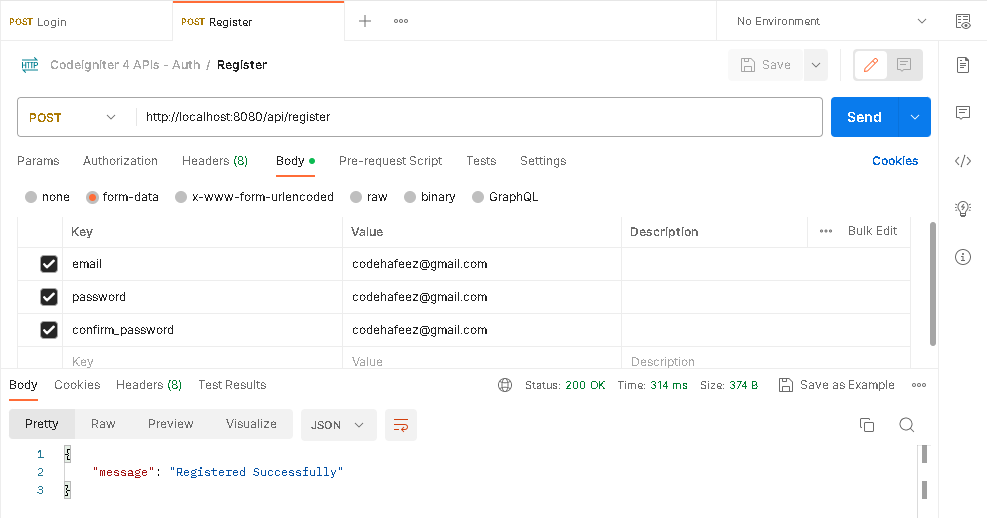 POST Login POST Register No Environment
HTTP Codeigniter 4 APIs - Auth / Register Save
POST http://localhost:8080/api/register Send
Params Authorization Headers (8) Body Pre-request Script Tests Settings Cookies
none form-data x-www-form-urlencoded raw binary GraphQL
Key Value Description Bulk Edit
email codehafeez@gmail.com
password codehafeez@gmail.com
confirm_password codehafeez@gmail.com
Key Value Description
Body Cookies Headers (8) Test Results Status: 200 OK Time: 314 ms Size: 374 B Save as Example
Pretty Raw Preview Visualize JSON
1 {
2 "message": "Registered Successfully"
3 }